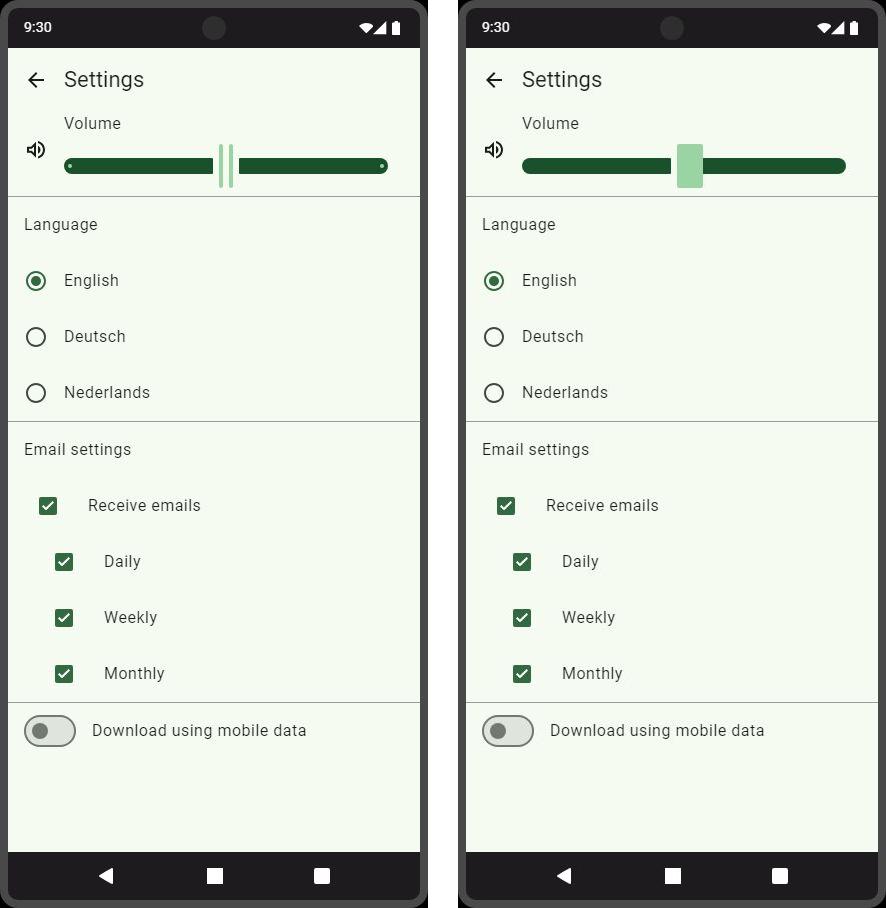 9:30
Settings
Volume
Language
English
Deutsch
Nederlands
Email settings
Receive emails
Daily
Weekly
Monthly
Download using mobile data
9:30
Settings
Volume
Language
English
Deutsch
Nederlands
Email settings
Receive emails
Daily
Weekly
Monthly
Download using mobile data